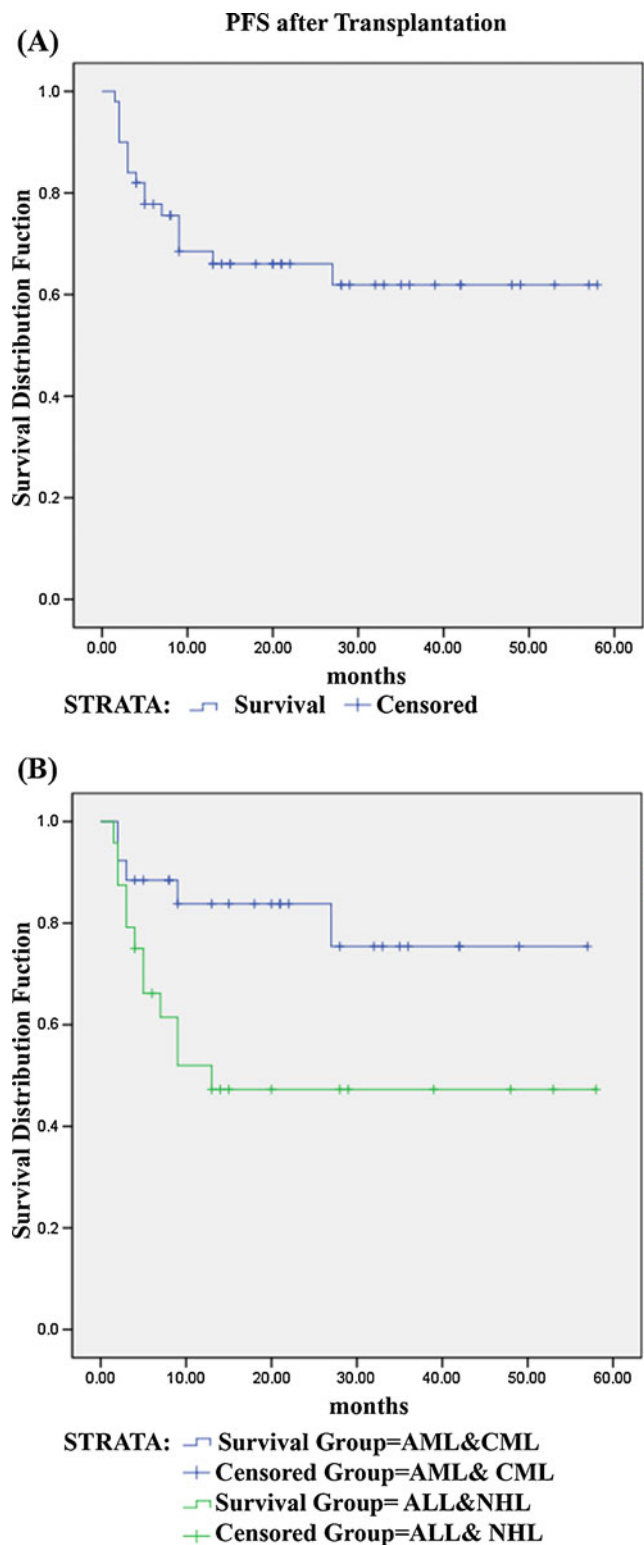 PFS after Transplantation
(A)
Survival Distribution Fuction
1.0
0.8
0.6
0.4
0.2
0.0
0.00 10.00 20.00 30.00 40.00 50.00 60.00
months
STRATA: Survival Censored
(B)
Survival Distribution Fuction
1.0
0.8
0.6
0.4
0.2
0.0
0.00 10.00 20.00 30.00 40.00 50.00 60.00
months
STRATA: Survival Group=AML&CML
Censored Group=AML& CML
Survival Group= ALL&NHL
Censored Group=ALL& NHL